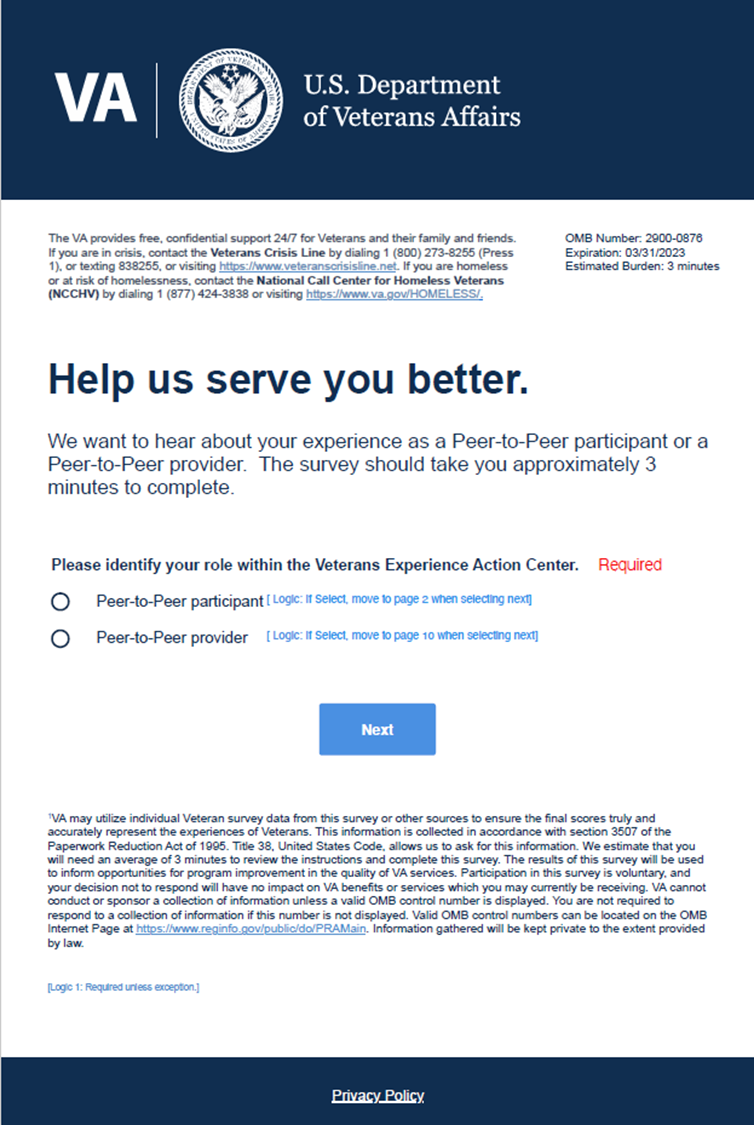 VA
DEPARTMENT OF VETERANS AFFAIRS
UNITED STATES OF AMERICA
U.S. Department
of Veterans Affairs
The VA provides free, confidential support 24/7 for Veterans and their family and friends.
If you are in crisis, contact the Veterans Crisis Line by dialing 1 (800) 273-8255 (Press
1), or texting 838255, or visiting https://www.veteranscrisisline.net. If you are homeless
or at risk of homelessness, contact the National Call Center for Homeless Veterans
(NCCHV) by dialing 1 (877) 424-3838 or visiting https://www.va.gov/HOMELESS/.
OMB Number: 2900-0876
Expiration: 03/31/2023
Estimated Burden: 3 minutes
Help us serve you better.
We want to hear about your experience as a Peer-to-Peer participant or a
Peer-to-Peer provider.  The survey should take you approximately 3
minutes to complete.
Please identify your role within the Veterans Experience Action Center. Required
Peer-to-Peer participant [ Logic: If Select, move to page 2 when selecting next]
Peer-to-Peer provider [ Logic: If Select, move to page 10 when selecting next]
Next
¹VA may utilize individual Veteran survey data from this survey or other sources to ensure the final scores truly and
accurately represent the experiences of Veterans. This information is collected in accordance with section 3507 of the
Paperwork Reduction Act of 1995. Title 38, United States Code, allows us to ask for this information. We estimate that you
will need an average of 3 minutes to review the instructions and complete this survey. The results of this survey will be used
to inform opportunities for program improvement in the quality of VA services. Participation in this survey is voluntary, and
your decision not to respond will have no impact on VA benefits or services which you may currently be receiving. VA cannot
conduct or sponsor a collection of information unless a valid OMB control number is displayed. You are not required to
respond to a collection of information if this number is not displayed. Valid OMB control numbers can be located on the OMB
Internet Page at https://www.reginfo.gov/public/do/PRAMain. Information gathered will be kept private to the extent provided
by law.
[Logic 1: Required unless exception.]
Privacy Policy